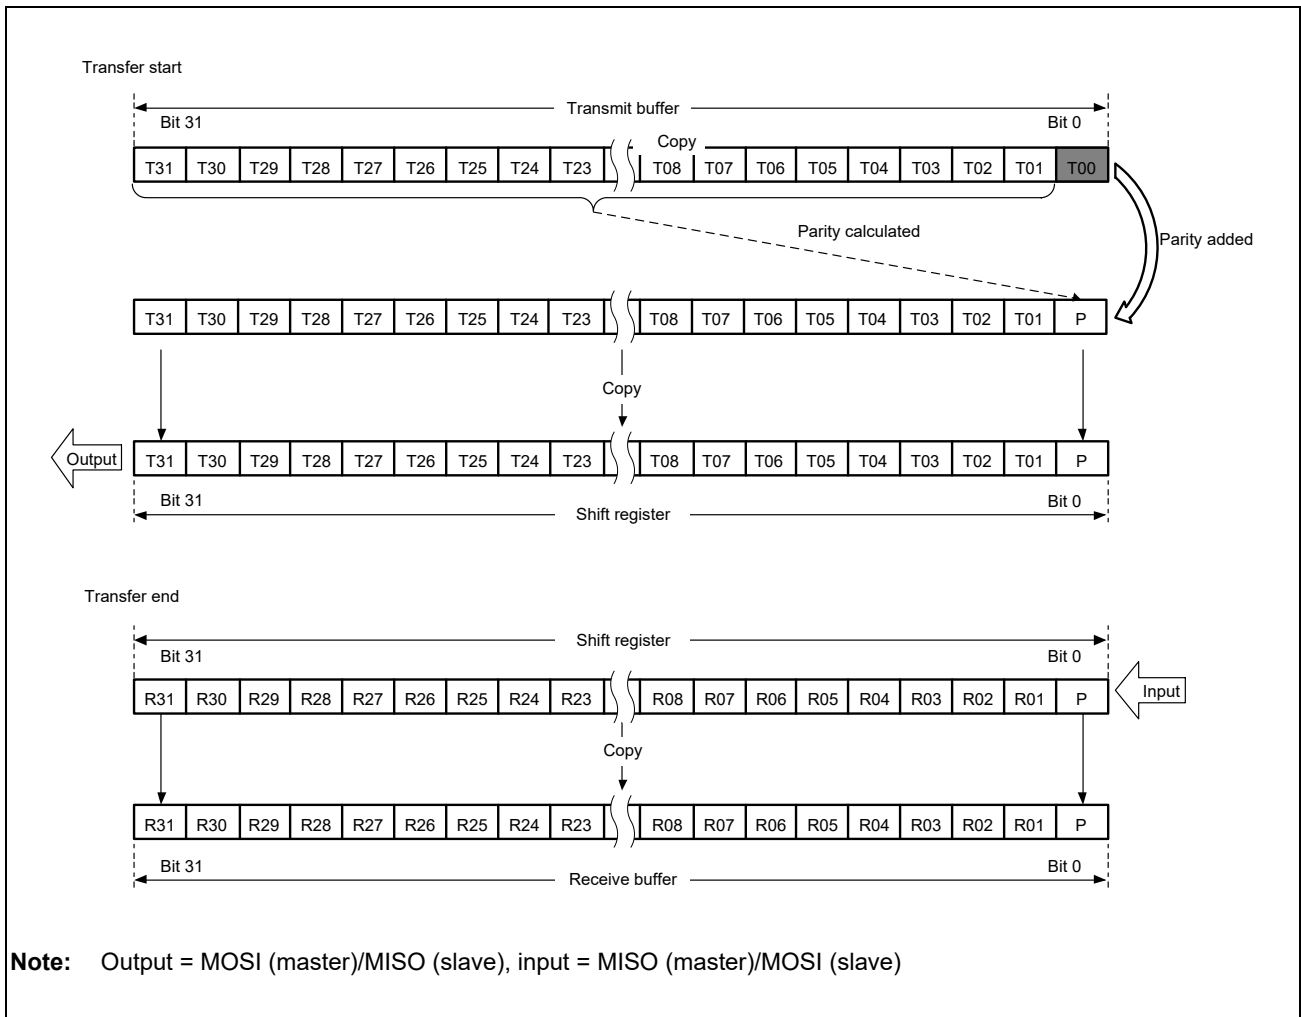 Transfer start
Transmit buffer
Bit 31 Bit 0
Copy
T31 T30 T29 T28 T27 T26 T25 T24 T23 T08 T07 T06 T05 T04 T03 T02 T01 T00
Parity calculated
Parity added
T31 T30 T29 T28 T27 T26 T25 T24 T23 T08 T07 T06 T05 T04 T03 T02 T01 P
Copy
Output T31 T30 T29 T28 T27 T26 T25 T24 T23 T08 T07 T06 T05 T04 T03 T02 T01 P
Bit 31 Bit 0
Shift register
Transfer end
Shift register
Bit 31 Bit 0
R31 R30 R29 R28 R27 R26 R25 R24 R23 R08 R07 R06 R05 R04 R03 R02 R01 P Input
Copy
R31 R30 R29 R28 R27 R26 R25 R24 R23 R08 R07 R06 R05 R04 R03 R02 R01 P
Bit 31 Bit 0
Receive buffer
Note: Output = MOSI (master)/MISO (slave), input = MISO (master)/MOSI (slave)